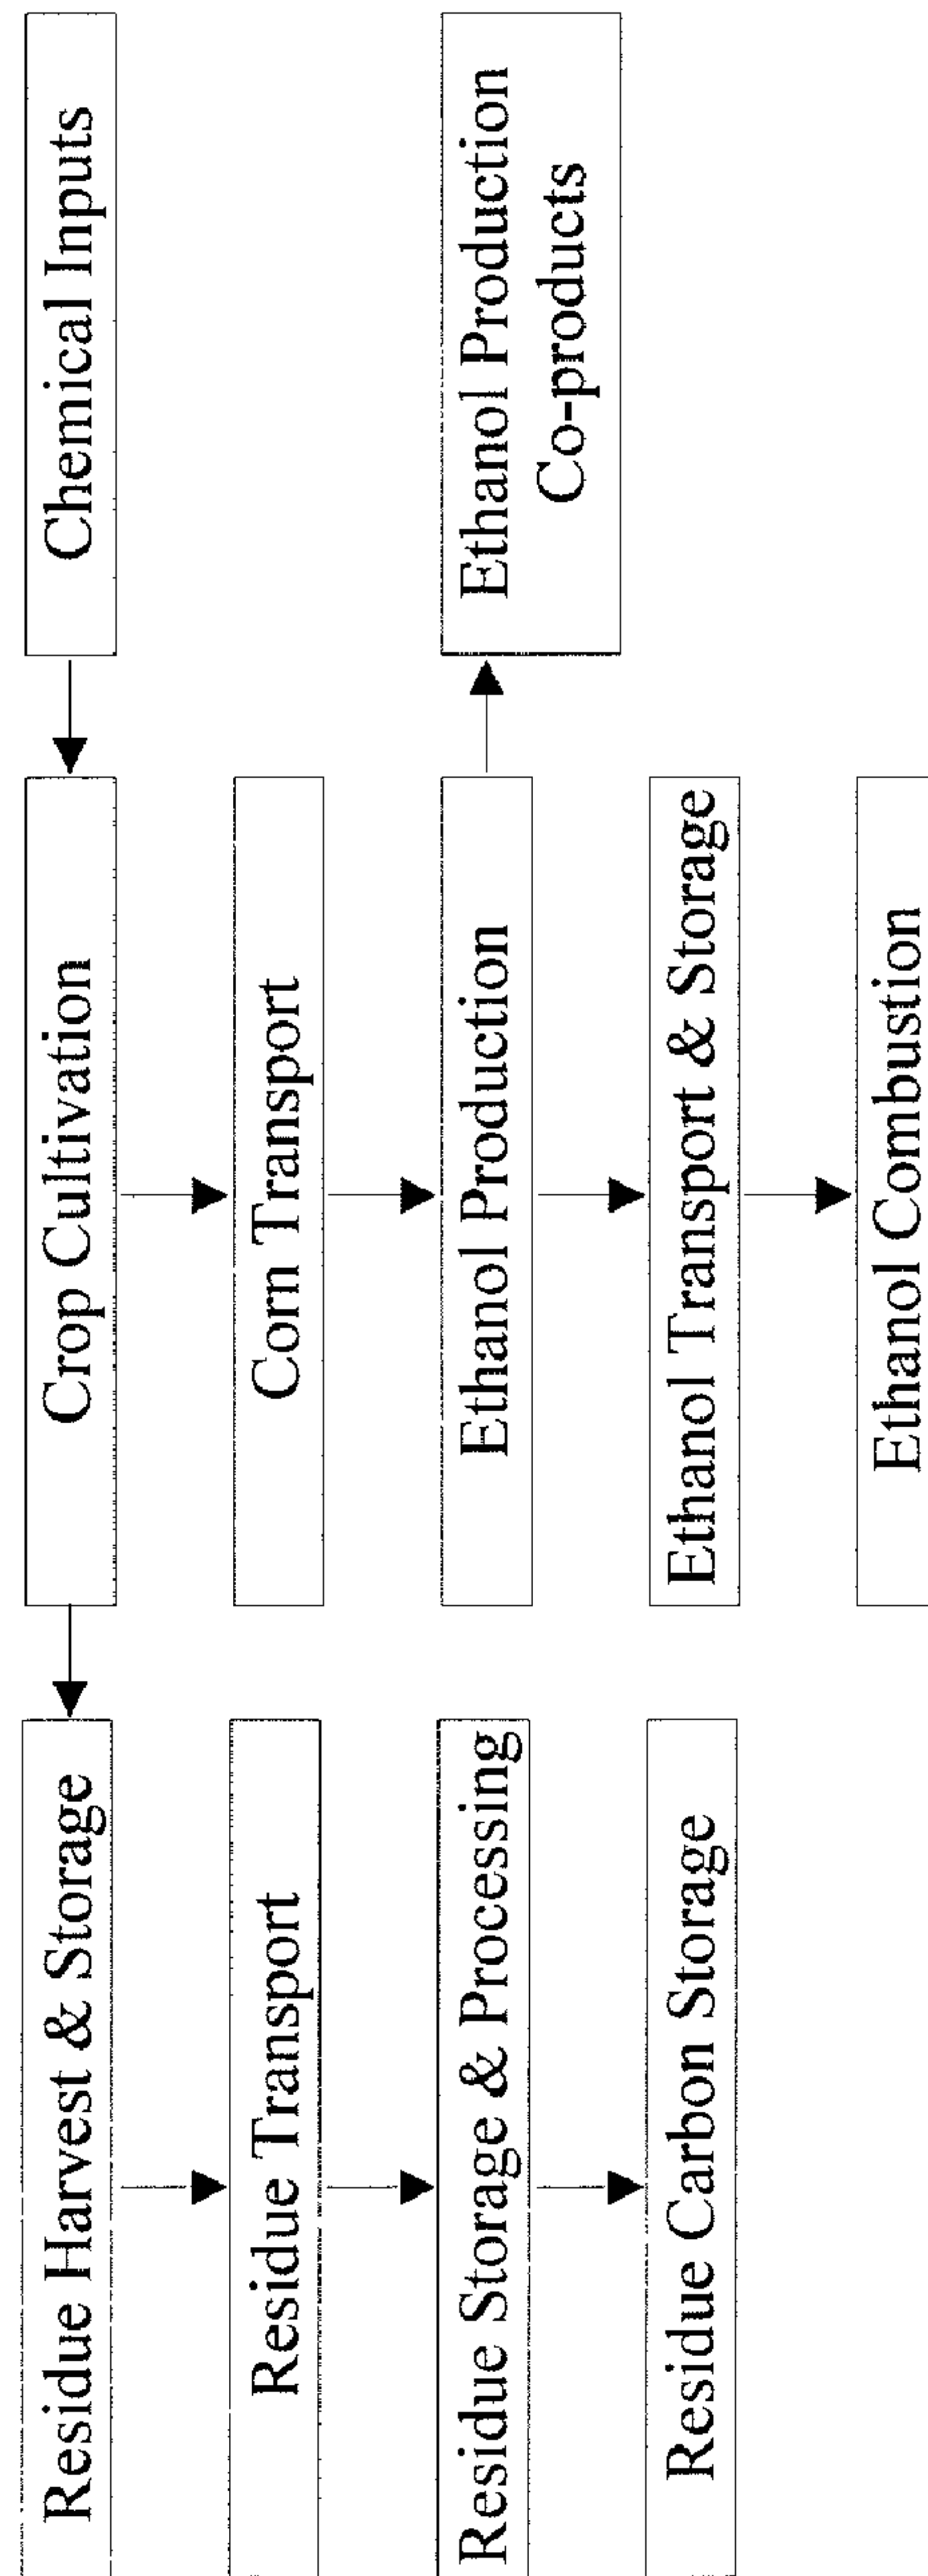 Residue Harvest & Storage
Crop Cultivation
Chemical Inputs
Residue Transport
Corn Transport
Residue Storage & Processing
Ethanol Production
Ethanol Production
Co-products
Residue Carbon Storage
Ethanol Transport & Storage
Ethanol Combustion